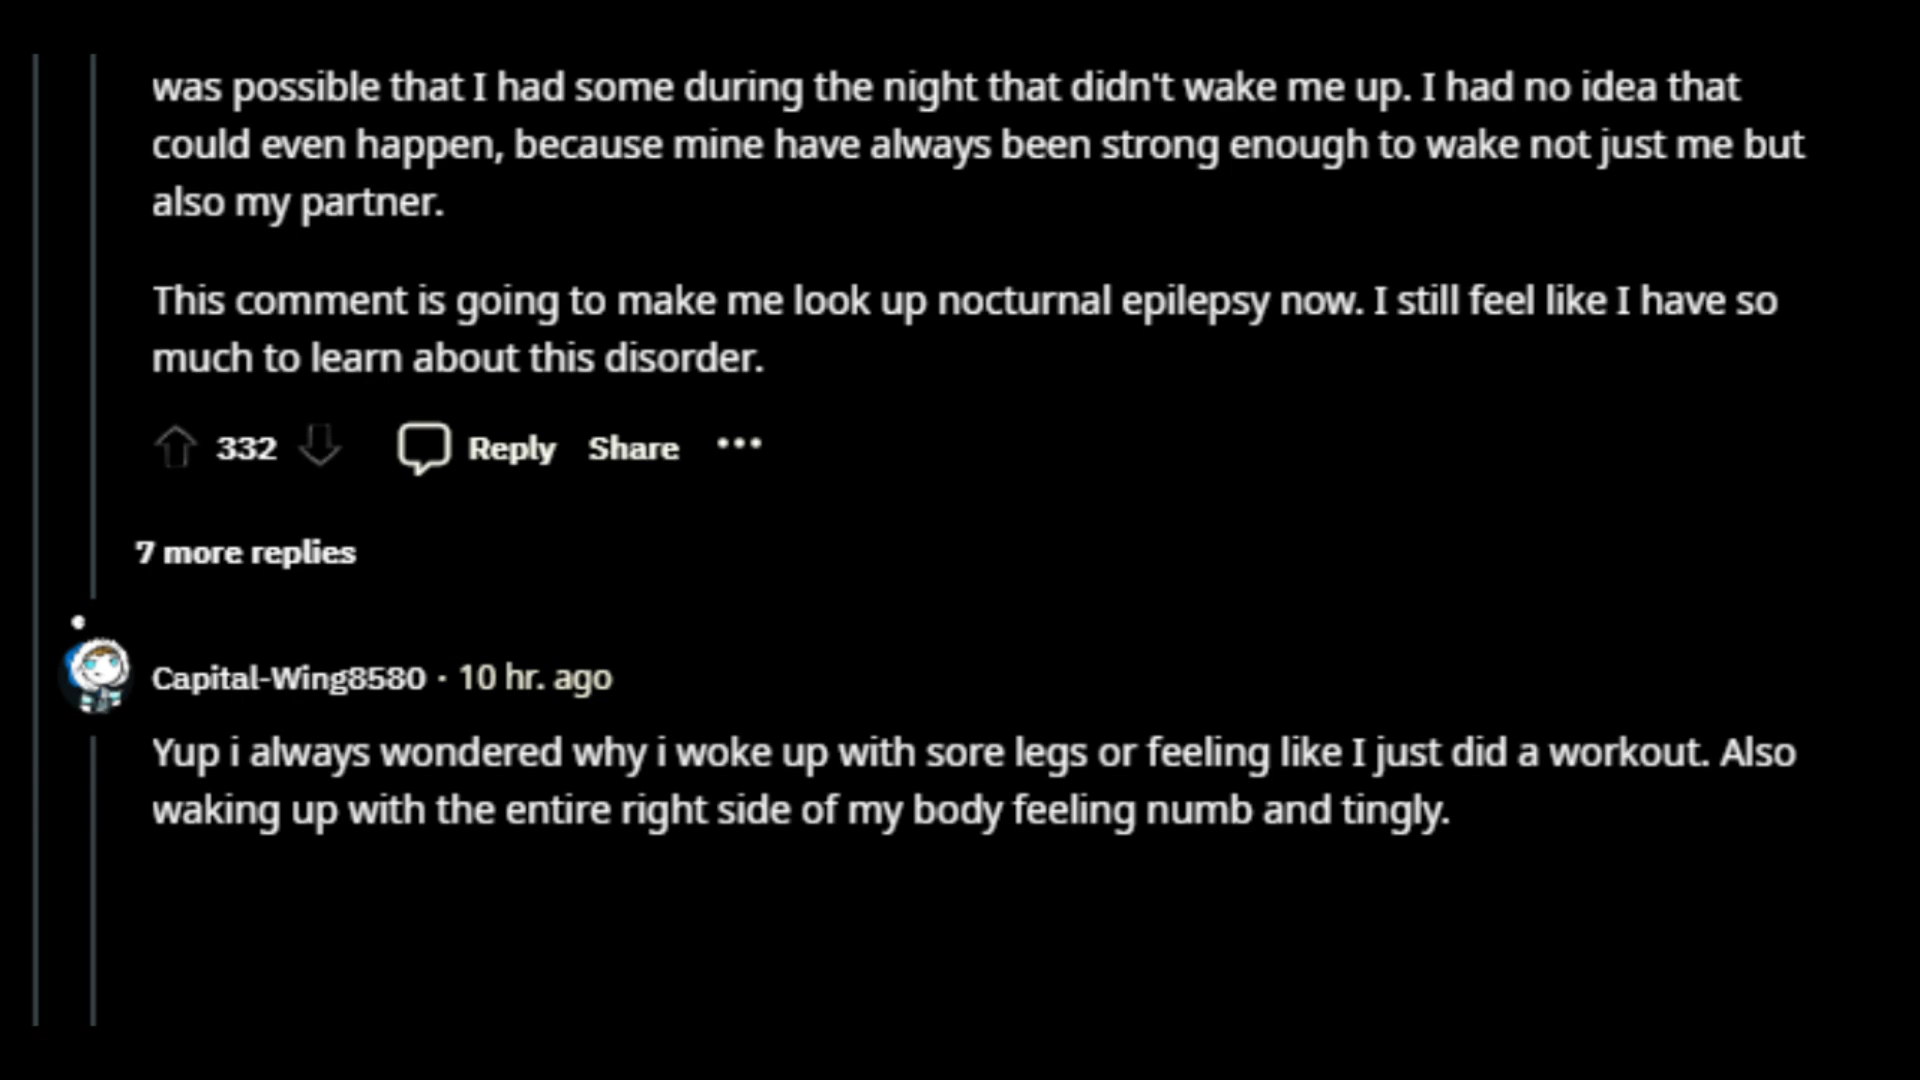 was possible that I had some during the night that didn't wake me up. I had no idea that
could even happen, because mine have always been strong enough to wake not just me but
also my partner.
This comment is going to make me look up nocturnal epilepsy now. I still feel like I have so
much to learn about this disorder.
332 Reply Share •••
7 more replies
Capital-Wing8580 · 10 hr. ago
Yup i always wondered why i woke up with sore legs or feeling like I just did a workout. Also
waking up with the entire right side of my body feeling numb and tingly.